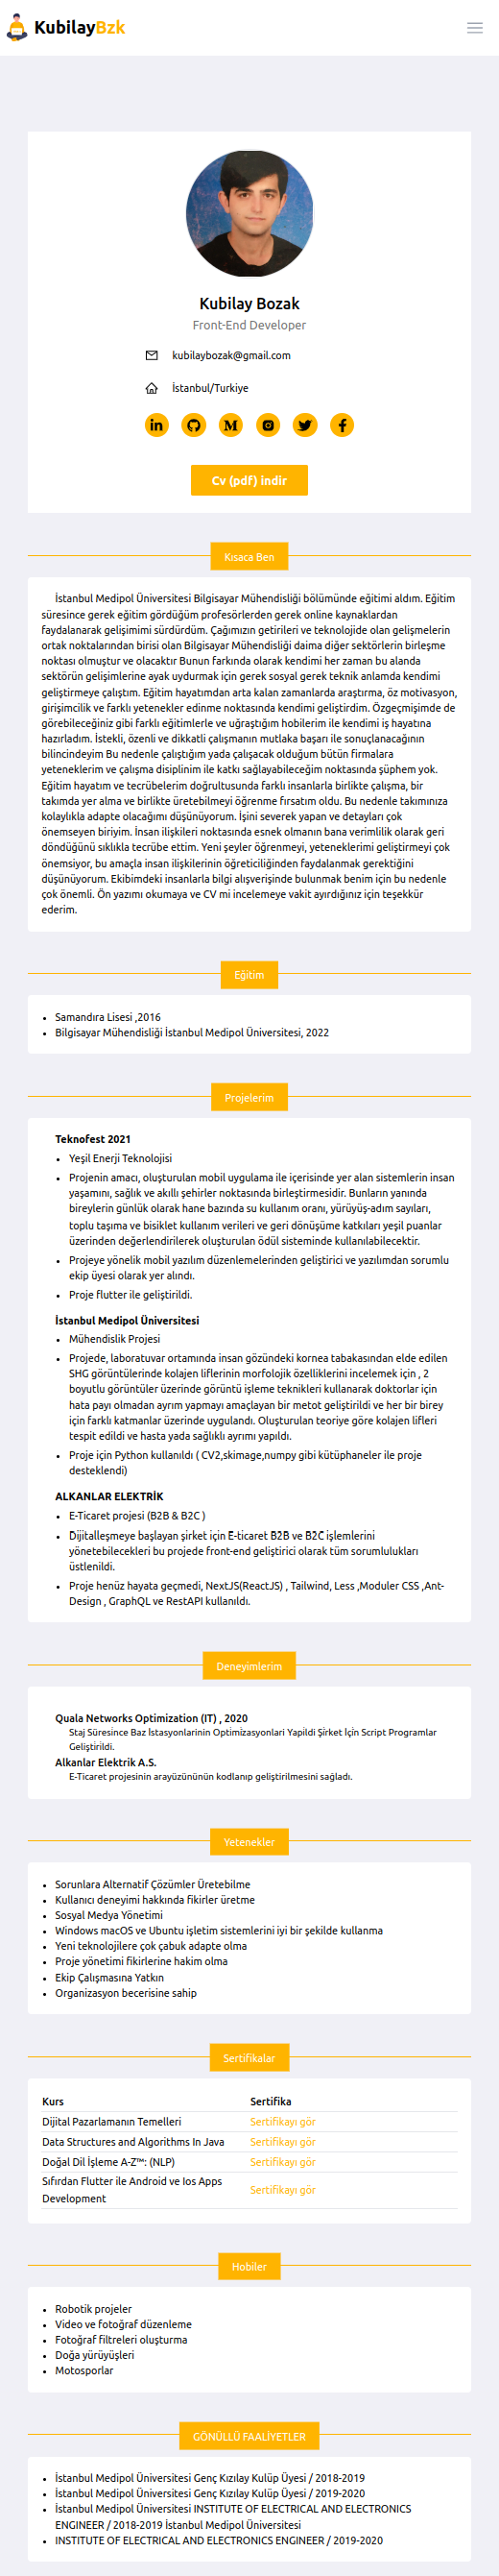 KubilayBzk
Kubilay Bozak
Front-End Developer
kubilaybozak@gmail.com
İstanbul/Turkiye
Cv (pdf) indir
Kısaca Ben
İstanbul Medipol Üniversitesi Bilgisayar Mühendisliği bölümünde eğitimi aldım. Eğitim
süresince gerek eğitim gördüğüm profesörlerden gerek online kaynaklardan
faydalanarak gelişimimi sürdürdüm. Çağımızın getirileri ve teknolojide olan gelişmelerin
ortak noktalarından birisi olan Bilgisayar Mühendisliği daima diğer sektörlerin birleşme
noktası olmuştur ve olacaktır Bunun farkında olarak kendimi her zaman bu alanda
sektörün gelişimlerine ayak uydurmak için gerek sosyal gerek teknik anlamda kendimi
geliştirmeye çalıştım. Eğitim hayatımdan arta kalan zamanlarda araştırma, öz motivasyon,
girişimcilik ve farklı yetenekler edinme noktasında kendimi geliştirdim. Özgeçmişimde de
görebileceğiniz gibi farklı eğitimlerle ve uğraştığım hobilerim ile kendimi iş hayatına
hazırladım. İstekli, özenli ve dikkatli çalışmanın mutlaka başarı ile sonuçlanacağının
bilincindeyim Bu nedenle çalıştığım yada çalışacak olduğum bütün firmalara
yeteneklerim ve çalışma disiplinim ile katkı sağlayabileceğim noktasında şüphem yok.
Eğitim hayatım ve tecrübelerim doğrultusunda farklı insanlarla birlikte çalışma, bir
takımda yer alma ve birlikte üretebilmeyi öğrenme fırsatım oldu. Bu nedenle takımınıza
kolaylıkla adapte olacağımı düşünüyorum. İşini severek yapan ve detayları çok
önemseyen biriyim. İnsan ilişkileri noktasında esnek olmanın bana verimlilik olarak geri
döndüğünü sıklıkla tecrübe ettim. Yeni şeyler öğrenmeyi, yeteneklerimi geliştirmeyi çok
önemsiyor, bu amaçla insan ilişkilerinin öğreticiliğinden faydalanmak gerektiğini
düşünüyorum. Ekibimdeki insanlarla bilgi alışverişinde bulunmak benim için bu nedenle
çok önemli. Ön yazımı okumaya ve CV mi incelemeye vakit ayırdığınız için teşekkür
ederim.
Eğitim
• Samandıra Lisesi ,2016
• Bilgisayar Mühendisliği İstanbul Medipol Üniversitesi, 2022
Projelerim
Teknofest 2021
• Yeşil Enerji Teknolojisi
• Projenin amacı, oluşturulan mobil uygulama ile içerisinde yer alan sistemlerin insan
yaşamını, sağlık ve akıllı şehirler noktasında birleştirmesidir. Bunların yanında
bireylerin günlük olarak hane bazında su kullanım oranı, yürüyüş-adım sayıları,
toplu taşıma ve bisiklet kullanım verileri ve geri dönüşüme katkıları yeşil puanlar
üzerinden değerlendirilerek oluşturulan ödül sisteminde kullanılabilecektir.
• Projeye yönelik mobil yazılım düzenlemelerinden geliştirici ve yazılımdan sorumlu
ekip üyesi olarak yer alındı.
• Proje flutter ile geliştirildi.
İstanbul Medipol Üniversitesi
• Mühendislik Projesi
• Projede, laboratuvar ortamında insan gözündeki kornea tabakasından elde edilen
SHG görüntülerinde kolajen liflerinin morfolojik özelliklerini incelemek için , 2
boyutlu görüntüler üzerinde görüntü işleme teknikleri kullanarak doktorlar için
hata payı olmadan ayrım yapmayı amaçlayan bir metot geliştirildi ve her bir birey
için farklı katmanlar üzerinde uygulandı. Oluşturulan teoriye göre kolajen lifleri
tespit edildi ve hasta yada sağlıklı ayrımı yapıldı.
• Proje için Python kullanıldı ( CV2,skimage,numpy gibi kütüphaneler ile proje
desteklendi)
ALKANLAR ELEKTRİK
• E-Ticaret projesi (B2B & B2C )
• Dijitalleşmeye başlayan şirket için E-ticaret B2B ve B2C işlemlerini
yönetebilecekleri bu projede front-end geliştirici olarak tüm sorumlulukları
üstlenildi.
• Proje henüz hayata geçmedi, NextJS(ReactJS) , Tailwind, Less ,Moduler CSS ,Ant-
Design , GraphQL ve RestAPI kullanıldı.
Deneyimlerim
Quala Networks Optimization (IT) , 2020
Staj Süresince Baz İstasyonlarinin Optimizasyonlari Yapildi Şirket İçin Script Programlar
Geliştirildi.
Alkanlar Elektrik A.S.
E-Ticaret projesinin arayüzününün kodlanıp geliştirilmesini sağladı.
Yetenekler
• Sorunlara Alternatif Çözümler Üretebilme
• Kullanıcı deneyimi hakkında fikirler üretme
• Sosyal Medya Yönetimi
• Windows macOS ve Ubuntu işletim sistemlerini iyi bir şekilde kullanma
• Yeni teknolojilere çok çabuk adapte olma
• Proje yönetimi fikirlerine hakim olma
• Ekip Çalışmasına Yatkın
• Organizasyon becerisine sahip
Sertifikalar
Kurs Sertifika
Dijital Pazarlamanın Temelleri Sertifikayı gör
Data Structures and Algorithms In Java Sertifikayı gör
Doğal Dil İşleme A-Z™: (NLP) Sertifikayı gör
Sıfırdan Flutter ile Android ve Ios Apps
Development Sertifikayı gör
Hobiler
• Robotik projeler
• Video ve fotoğraf düzenleme
• Fotoğraf filtreleri oluşturma
• Doğa yürüyüşleri
• Motosporlar
GÖNÜLLÜ FAALİYETLER
• İstanbul Medipol Üniversitesi Genç Kızılay Kulüp Üyesi / 2018-2019
• İstanbul Medipol Üniversitesi Genç Kızılay Kulüp Üyesi / 2019-2020
• İstanbul Medipol Üniversitesi INSTITUTE OF ELECTRICAL AND ELECTRONICS
ENGINEER / 2018-2019 İstanbul Medipol Üniversitesi
• INSTITUTE OF ELECTRICAL AND ELECTRONICS ENGINEER / 2019-2020